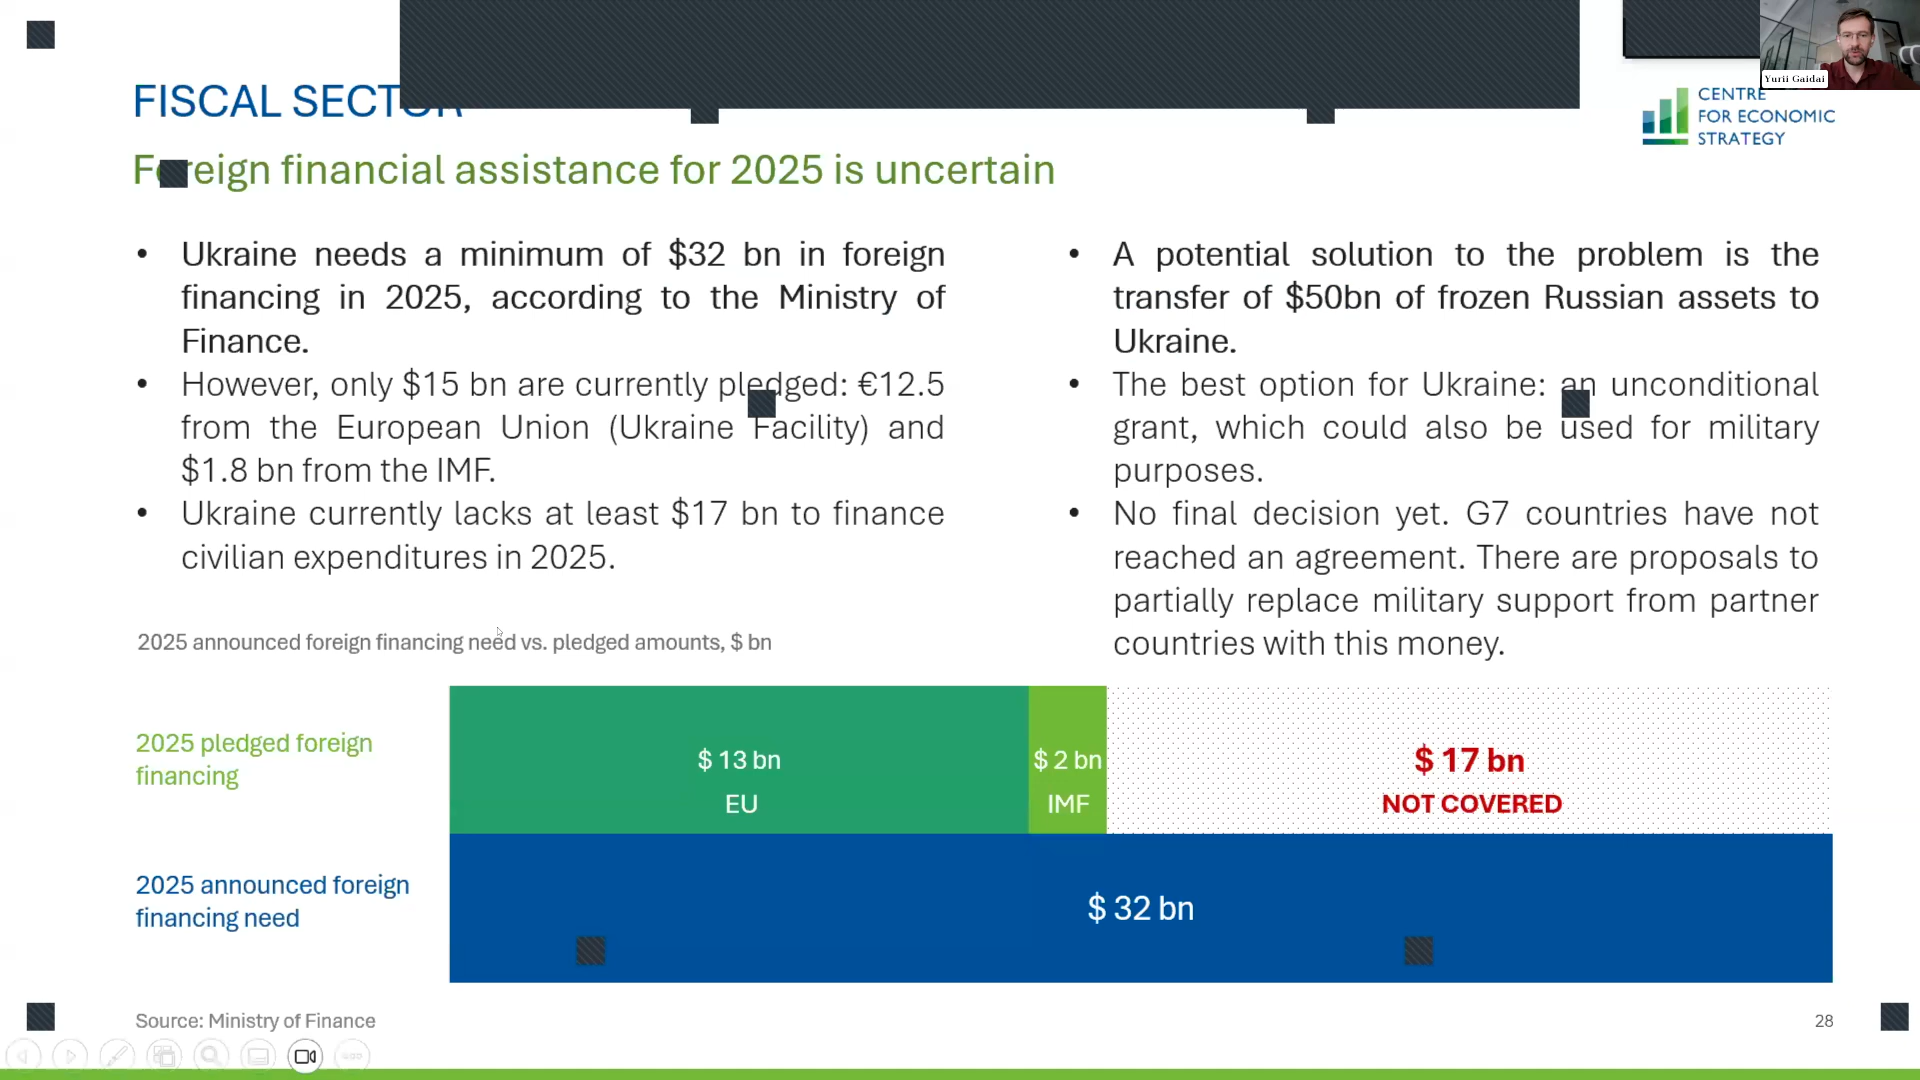 Yurii Gaidai
FISCAL SECTOR
CENTRE
FOR ECONOMIC
STRATEGY
Foreign financial assistance for 2025 is uncertain
• Ukraine needs a minimum of $32 bn in foreign
financing in 2025, according to the Ministry of
Finance.
• However, only $15 bn are currently pledged: €12.5
from the European Union (Ukraine Facility) and
$1.8 bn from the IMF.
• Ukraine currently lacks at least $17 bn to finance
civilian expenditures in 2025.
• A potential solution to the problem is the
transfer of $50bn of frozen Russian assets to
Ukraine.
• The best option for Ukraine: an unconditional
grant, which could also be used for military
purposes.
• No final decision yet. G7 countries have not
reached an agreement. There are proposals to
partially replace military support from partner
countries with this money.
2025 announced foreign financing need vs. pledged amounts, $ bn
2025 pledged foreign
financing
$ 13 bn
EU
$ 2 bn
IMF
$ 17 bn
NOT COVERED
2025 announced foreign
financing need
$ 32 bn
Source: Ministry of Finance
28